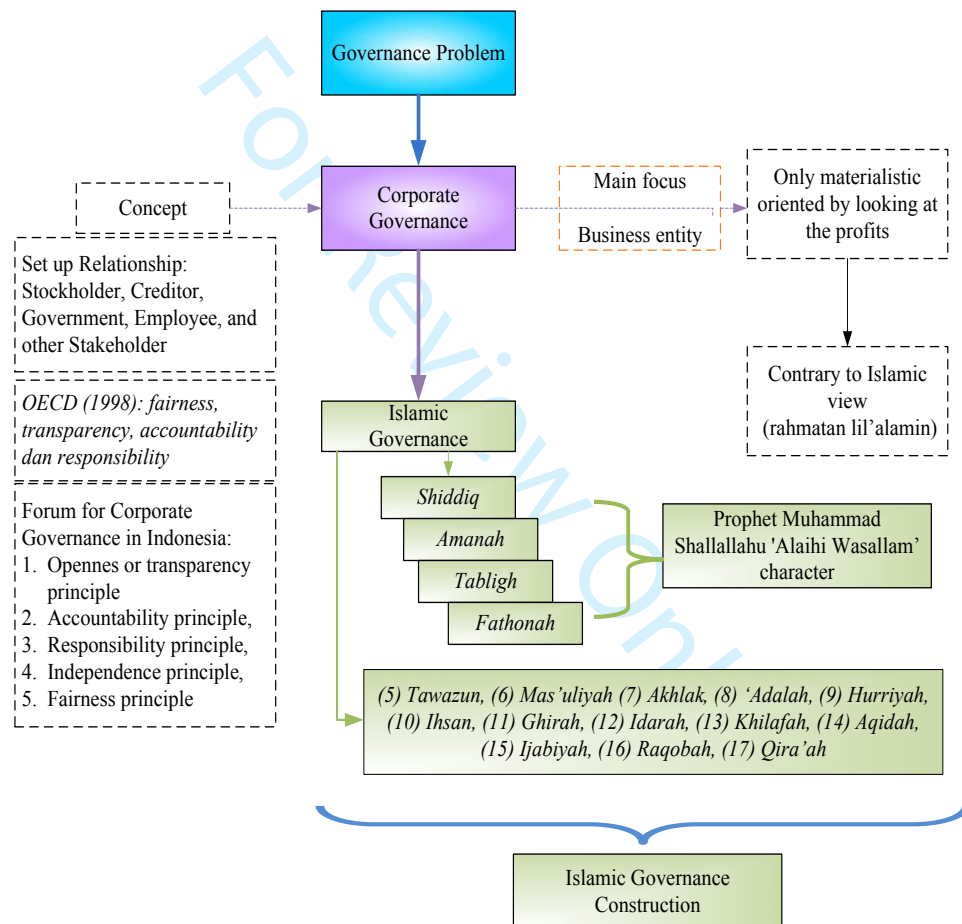 Governance Problem
Concept
Corporate
Governance
Main focus
Business entity
Only materialistic
oriented by looking at
the profits
Set up Relationship:
Stockholder, Creditor,
Government, Employee, and
other Stakeholder
Contrary to Islamic
view
(rahmatan lil’alamin)
OECD (1998): fairness,
transparency, accountability
dan responsibility
Islamic
Governance
Forum for Corporate
Governance in Indonesia:
1. Opennes or transparency
principle
2. Accountability principle,
3. Responsibility principle,
4. Independence principle,
5. Fairness principle
Shiddiq
Amanah
Tabligh
Fathonah
Prophet Muhammad
Shallallahu 'Alaihi Wasallam’
character
(5) Tawazun, (6) Mas’uliyah (7) Akhlak, (8) ‘Adalah, (9) Hurriyah,
(10) Ihsan, (11) Ghirah, (12) Idarah, (13) Khilafah, (14) Aqidah,
(15) Ijabiyah, (16) Raqobah, (17) Qira’ah
Islamic Governance
Construction
For Review Only